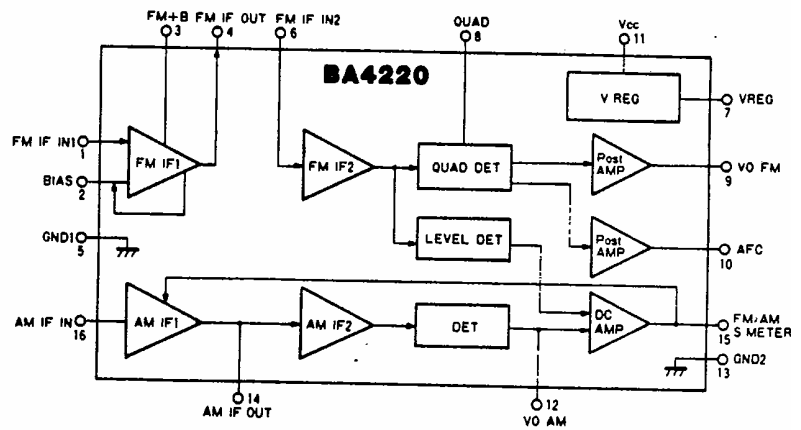 FM+B FM IF OUT FM IF IN2
3 4 6
QUAD
8
Vcc
11
BA4220
V REG
VREG
7
FM IF IN1
1
FM IF1
FM IF2
QUAD DET
Post
AMP
VO FM
9
BIAS
2
GND1
5
LEVEL DET
Post
AMP
AFC
10
AM IF IN
16
AM IF1
AM IF2
DET
DC
AMP
FM/AM
S METER
15
GND2
13
14
AM IF OUT
12
VO AM